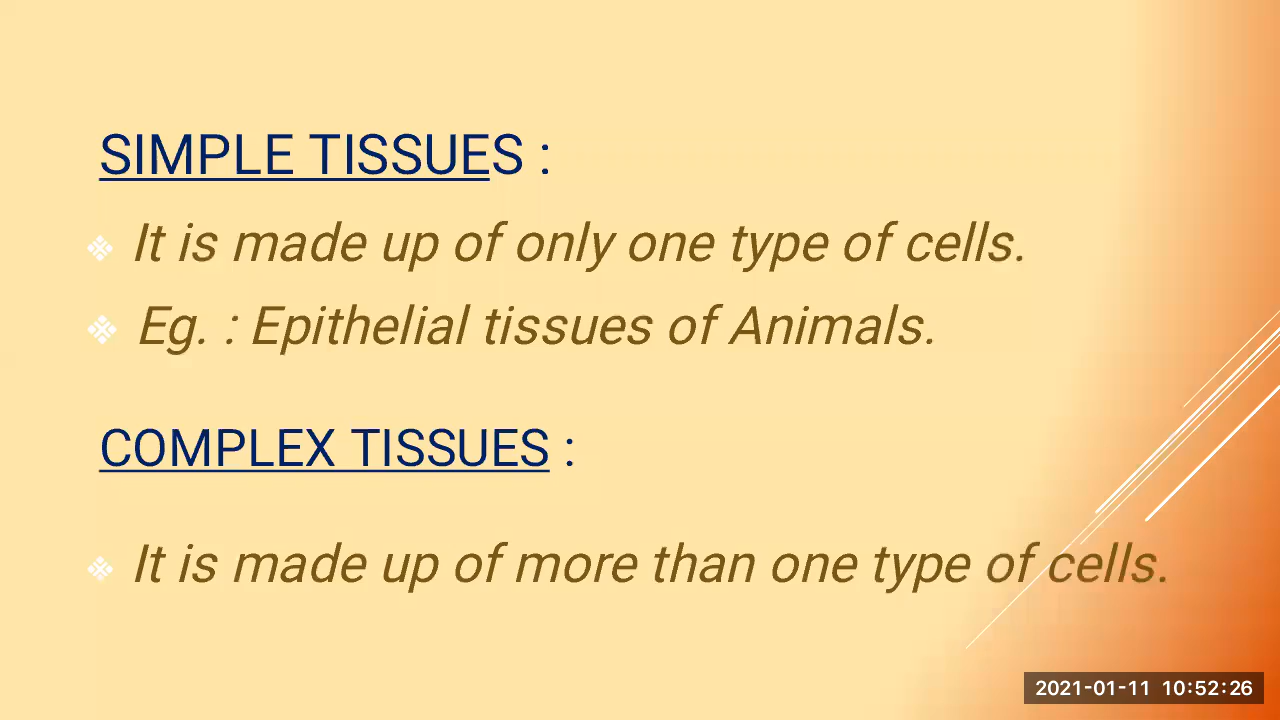 SIMPLE TISSUES :
❖ It is made up of only one type of cells.
❖ Eg. : Epithelial tissues of Animals.
COMPLEX TISSUES :
❖ It is made up of more than one type of cells.
2021-01-11 10:52:26